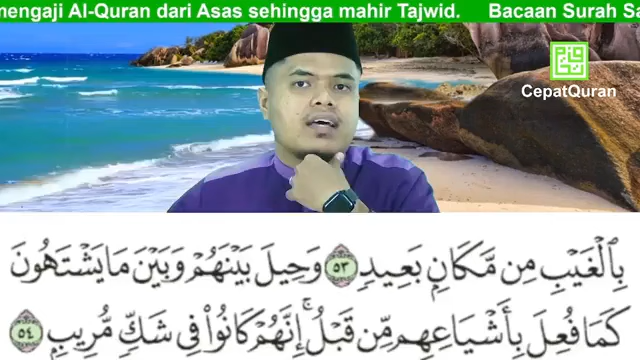 mengaji Al-Quran dari Asas sehingga mahir Tajwid. Bacaan Surah Sa
CepatQuran
بِٱلْغَيْبِ مِن مَّكَانٍۭ بَعِيدٍ ٥٣ وَحِيلَ بَيْنَهُمْ وَبَيْنَ مَا يَشْتَهُونَ
كَمَا فُعِلَ بِأَشْيَاعِهِم مِّن قَبْلُ ۚ إِنَّهُمْ كَانُوا۟ فِى شَكٍّ مُّرِيبٍۭ ٥٤